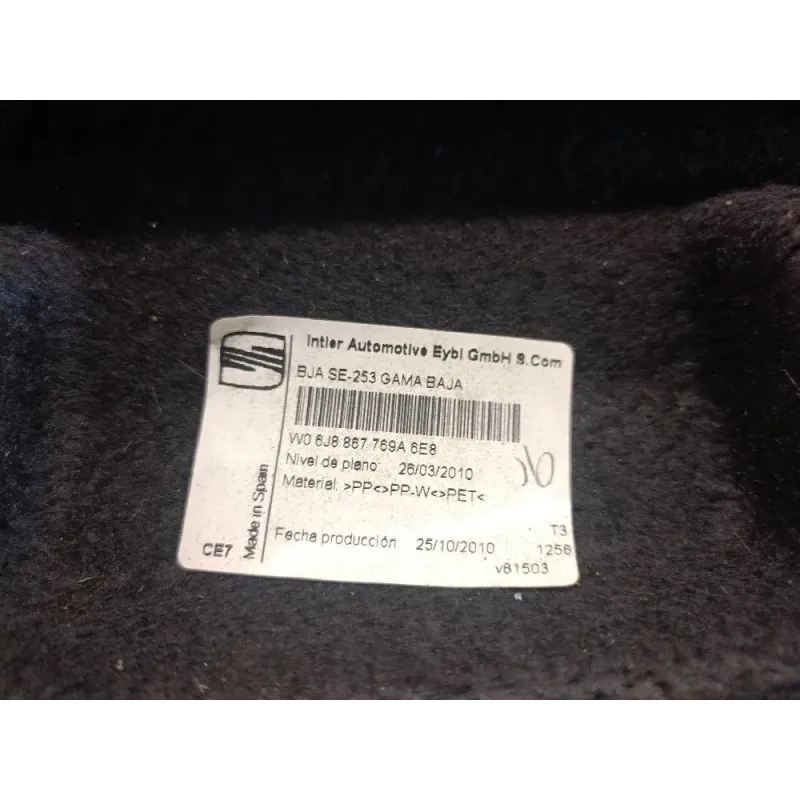 Intier Automotive Eybl GmbH S.Com
BJA SE-253 GAMA BAJA
W0 6J8 867 769A 6E8
Nivel de plano: 26/03/2010
Material: >PP<>PP-W<>PET<
Fecha producción 25/10/2010
T3
1256
v81503
CE7
Made in Spain